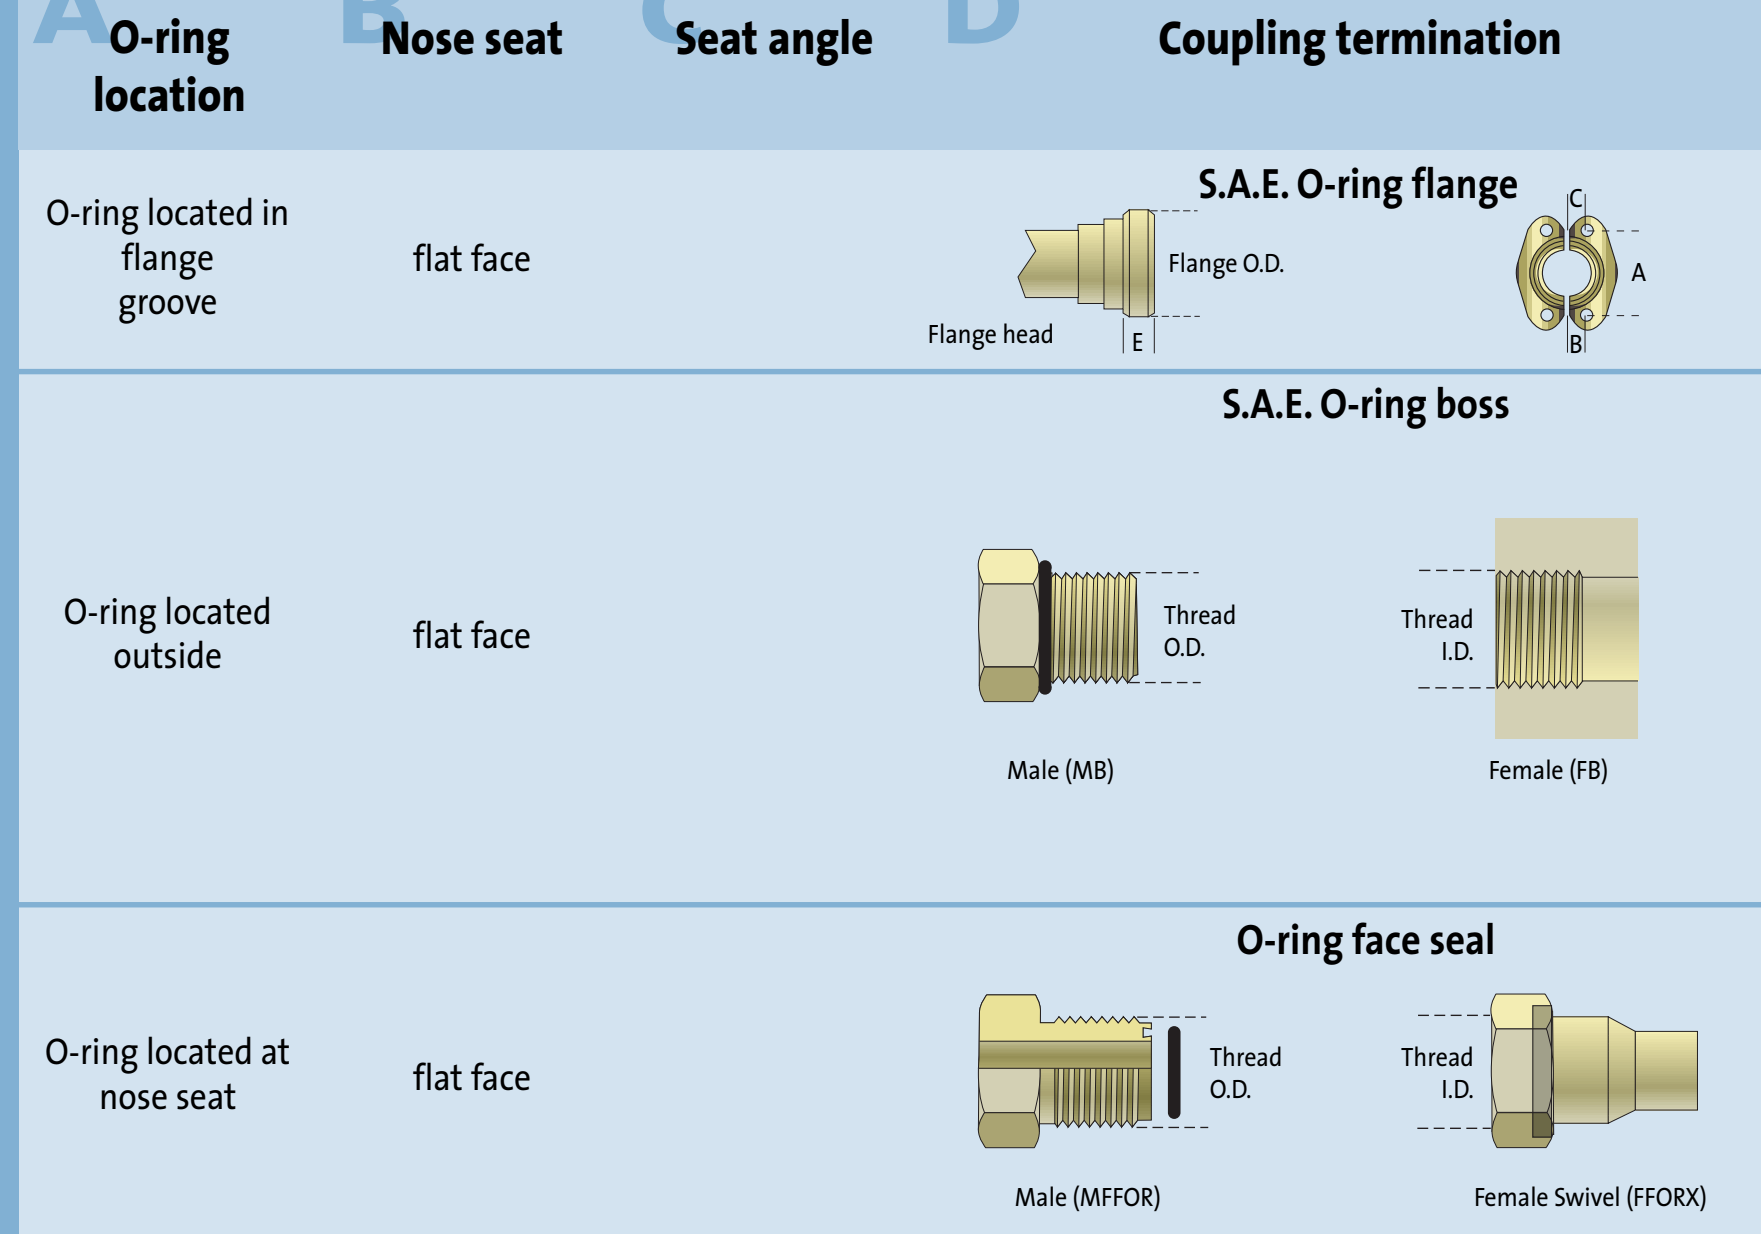 A B C D
O-ring
location
Nose seat
Seat angle
Coupling termination
O-ring located in
flange
groove
flat face
S.A.E. O-ring flange
Flange O.D.
Flange head
E
C
A
B
S.A.E. O-ring boss
O-ring located
outside
flat face
Thread
O.D.
Male (MB)
Thread
I.D.
Female (FB)
O-ring face seal
O-ring located at
nose seat
flat face
Thread
O.D.
Male (MFFOR)
Thread
I.D.
Female Swivel (FFORX)